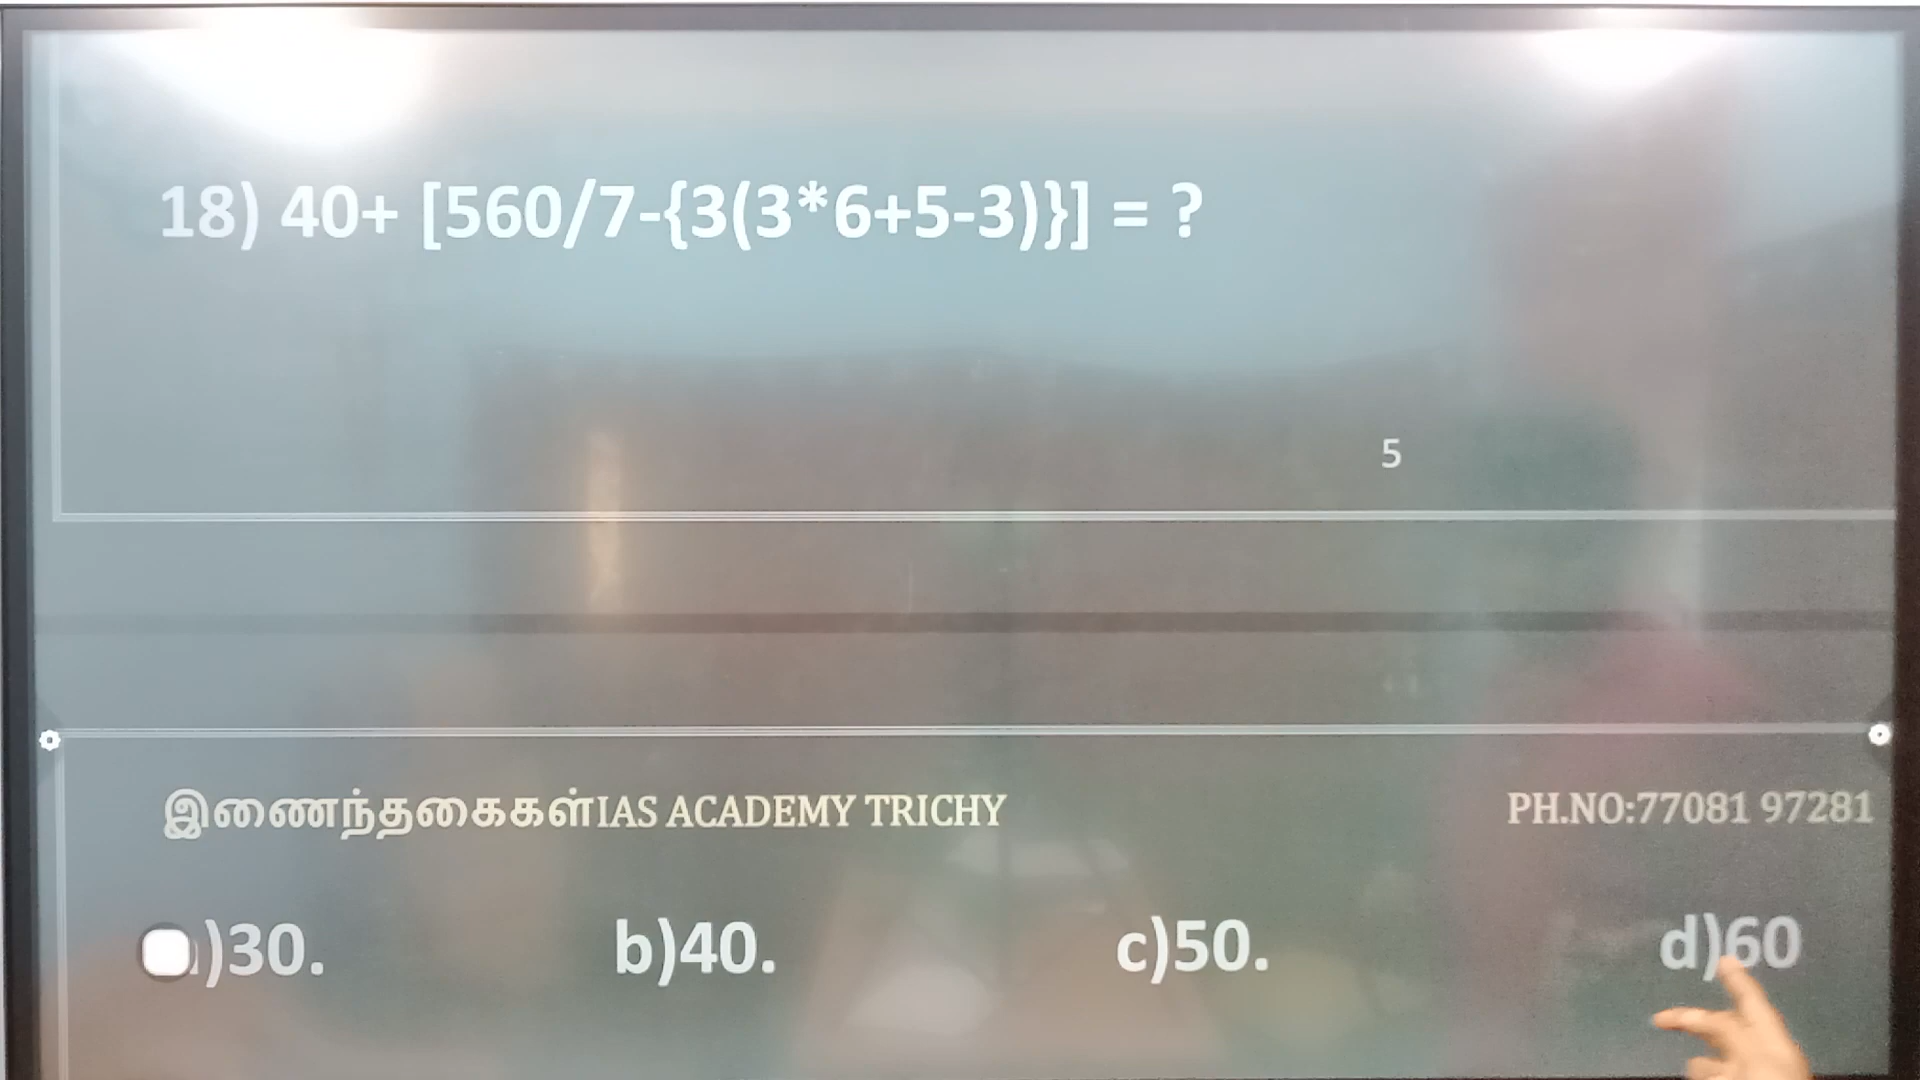 18) 40+ [560/7-{3(3*6+5-3)}] = ?
5
இணைந்தகைகள்IAS ACADEMY TRICHY PH.NO:77081 97281
)30. b)40. c)50. d)60